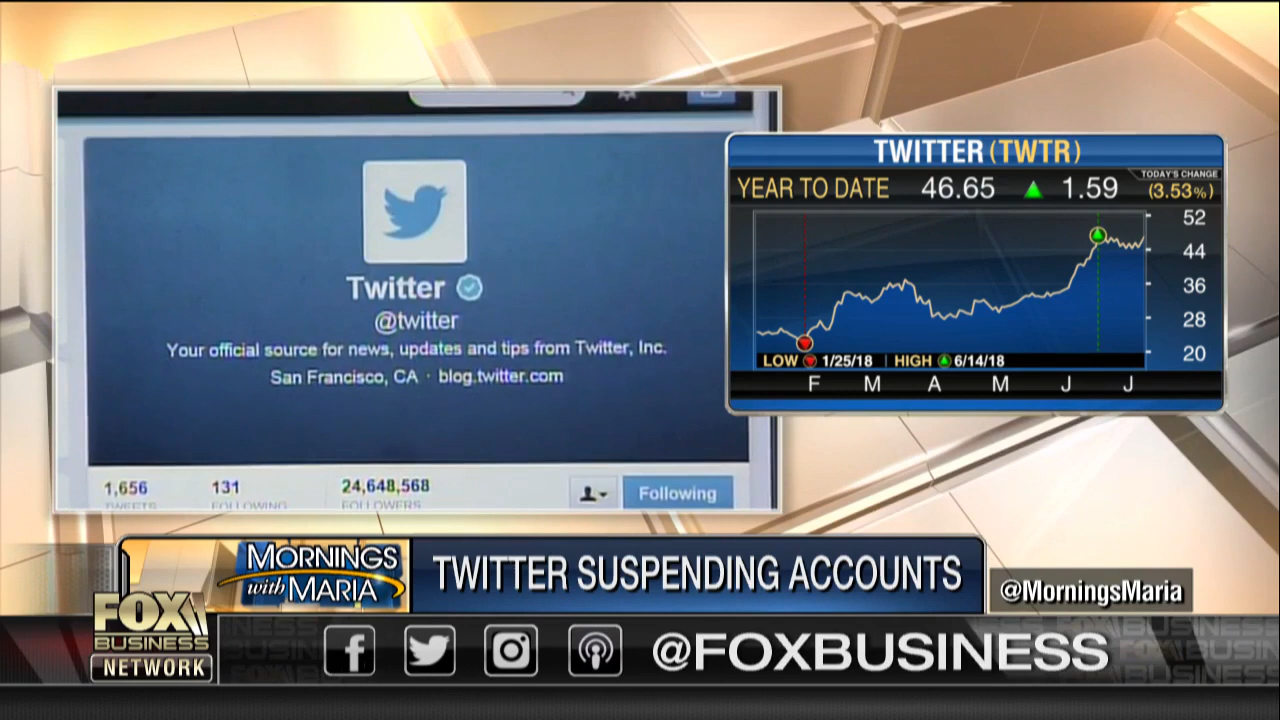 Twitter
@twitter
Your official source for news, updates and tips from Twitter, Inc.
San Francisco, CA · blog.twitter.com
1,656 131 24,648,568
TWEETS FOLLOWING FOLLOWERS
Following
TWITTER (TWTR)
TODAY'S CHANGE
YEAR TO DATE 46.65 1.59 (3.53%)
52
44
36
28
20
LOW 1/25/18 | HIGH 6/14/18
F M A M J J
MORNINGS
with MARIA
TWITTER SUSPENDING ACCOUNTS
@MorningsMaria
FOX
BUSINESS
NETWORK
@FOXBUSINESS